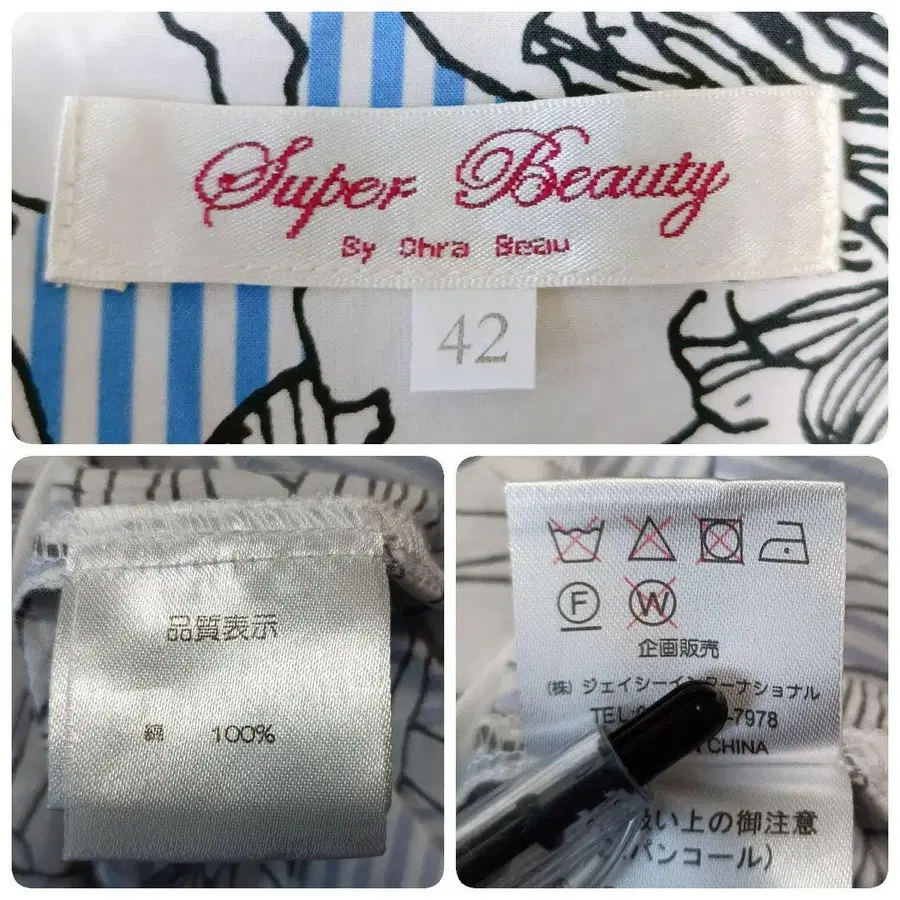 Super Beauty
By Ohra Beau
42
品質表示
綿 100%
F W
企画販売
(株) ジェイシーインターナショナル
TEL: -7978
CHINA
扱い上の御注意
パンコール)